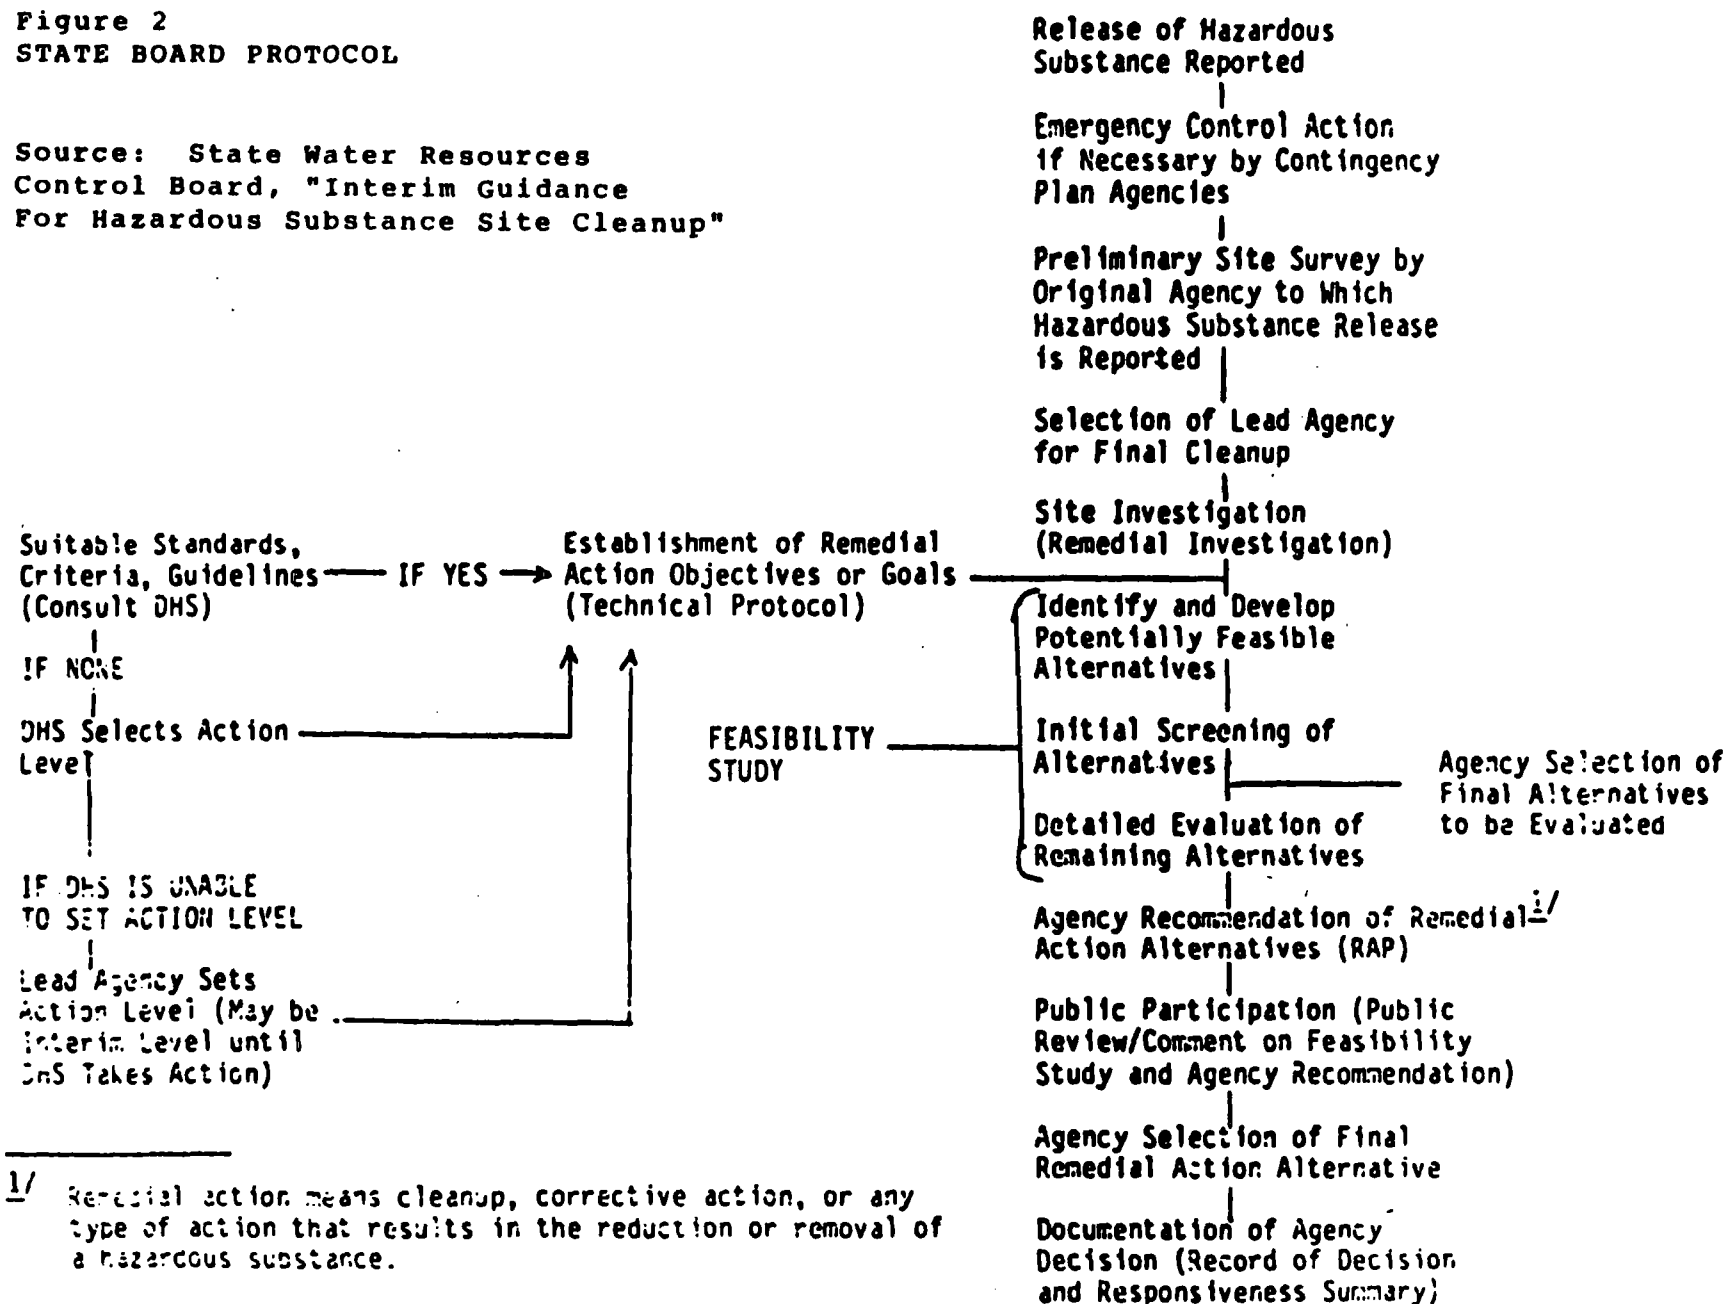 Figure 2
STATE BOARD PROTOCOL
Source: State Water Resources
Control Board, "Interim Guidance
For Hazardous Substance Site Cleanup"
Release of Hazardous
Substance Reported
Emergency Control Action
if Necessary by Contingency
Plan Agencies
Preliminary Site Survey by
Original Agency to Which
Hazardous Substance Release
is Reported
Selection of Lead Agency
for Final Cleanup
Site Investigation
(Remedial Investigation)
Suitable Standards,
Criteria, Guidelines
(Consult DHS)
IF YES
Establishment of Remedial
Action Objectives or Goals
(Technical Protocol)
IF NONE
DHS Selects Action
Level
IF DHS IS UNABLE
TO SET ACTION LEVEL
Lead Agency Sets
Action Level (May be
Interim Level until
DHS Takes Action)
FEASIBILITY
STUDY
Identify and Develop
Potentially Feasible
Alternatives
Initial Screening of
Alternatives
Agency Selection of
Final Alternatives
to be Evaluated
Detailed Evaluation of
Remaining Alternatives
Agency Recommendation of Remedial 1/
Action Alternatives (RAP)
Public Participation (Public
Review/Comment on Feasibility
Study and Agency Recommendation)
Agency Selection of Final
Remedial Action Alternative
Documentation of Agency
Decision (Record of Decision
and Responsiveness Summary)
1/ Remedial action means cleanup, corrective action, or any
type of action that results in the reduction or removal of
a hazardous substance.